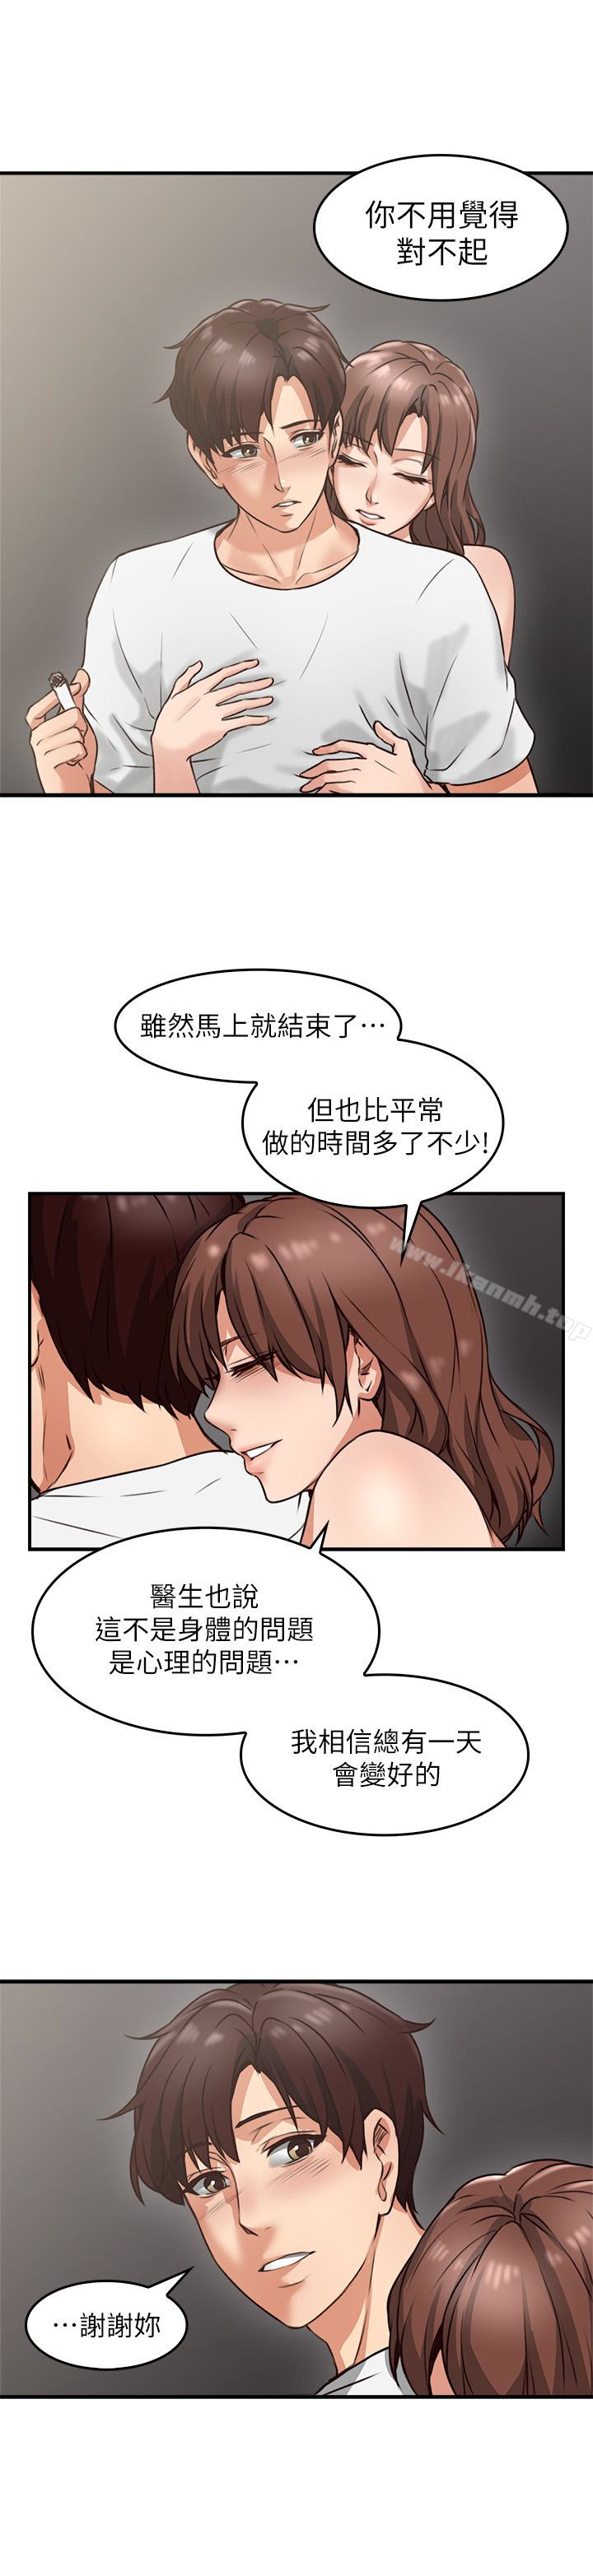 你不用覺得
對不起
雖然馬上就結束了⋯
但也比平常
做的時間多了不少!
www.ikanmh.top
醫生也說
這不是身體的問題
是心理的問題⋯
我相信總有一天
會變好的
⋯謝謝妳